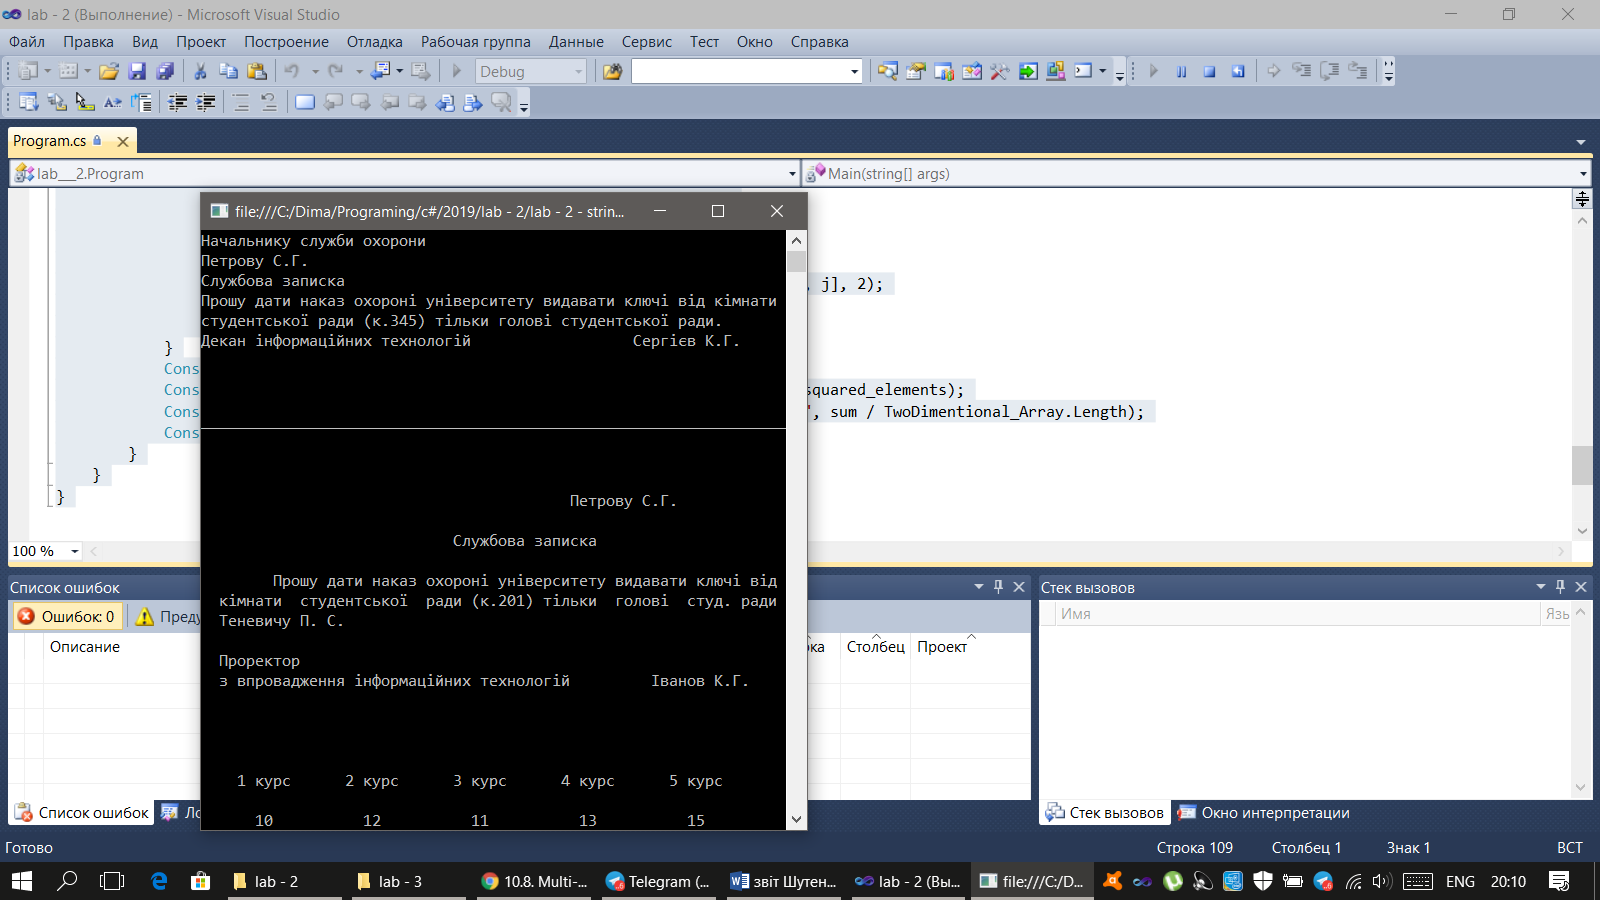 lab - 2 (Выполнение) - Microsoft Visual Studio
Файл Правка Вид Проект Построение Отладка Рабочая группа Данные Сервис Тест Окно Справка
Debug
Program.cs
lab___2.Program
Main(string[] args)
file:///C:/Dima/Programing/c#/2019/lab - 2/lab - 2 - strin...
Начальнику служби охорони
Петрову С.Г.
Службова записка
Прошу дати наказ охороні університету видавати ключі від кімнати
студентської ради (к.345) тільки голові студентської ради.
Декан інформаційних технологій Сергієв К.Г.
Петрову С.Г.
Службова записка
Прошу дати наказ охороні університету видавати ключі від
кімнати студентської ради (к.201) тільки голові студ. ради
Теневичу П. С.
Проректор
з впровадження інформаційних технологій Іванов К.Г.
1 курс 2 курс 3 курс 4 курс 5 курс
10 12 11 13 15
, j], 2);
}
Cons
Cons squared_elements);
Cons ", sum / TwoDimentional_Array.Length);
Cons
}
}
}
100 %
Список ошибок
Ошибок: 0 Преду
Описание Столбец Проект
Список ошибок
Стек вызовов
Имя Язы
Стек вызовов Окно интерпретации
Готово Строка 109 Столбец 1 Знак 1 ВСТ
lab - 2 lab - 3 10.8. Multi-... Telegram (... звіт Шутен... lab - 2 (Вы... file:///C:/D... ENG 20:10